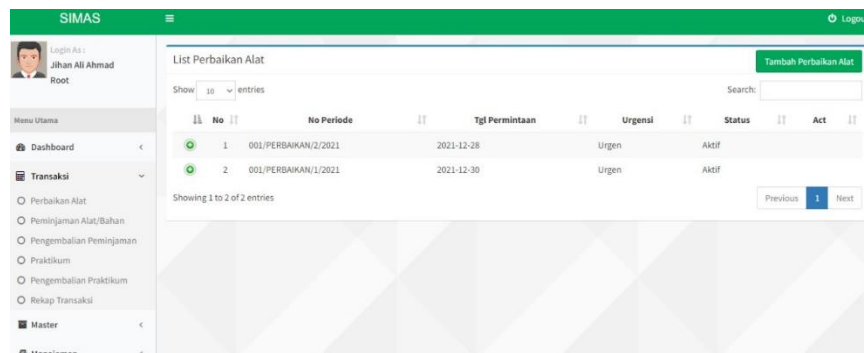 SIMAS
Logou
Login As :
Jihan Ali Ahmad
Root
Menu Utama
Dashboard
Transaksi
Perbaikan Alat
Peminjaman Alat/Bahan
Pengembalian Peminjaman
Praktikum
Pengembalian Praktikum
Rekap Transaksi
Master
Manajemen
List Perbaikan Alat
Tambah Perbaikan Alat
Show 10 entries
Search:
No No Periode Tgl Permintaan Urgensi Status Act
1 001/PERBAIKAN/2/2021 2021-12-28 Urgen Aktif
2 001/PERBAIKAN/1/2021 2021-12-30 Urgen Aktif
Showing 1 to 2 of 2 entries
Previous 1 Next